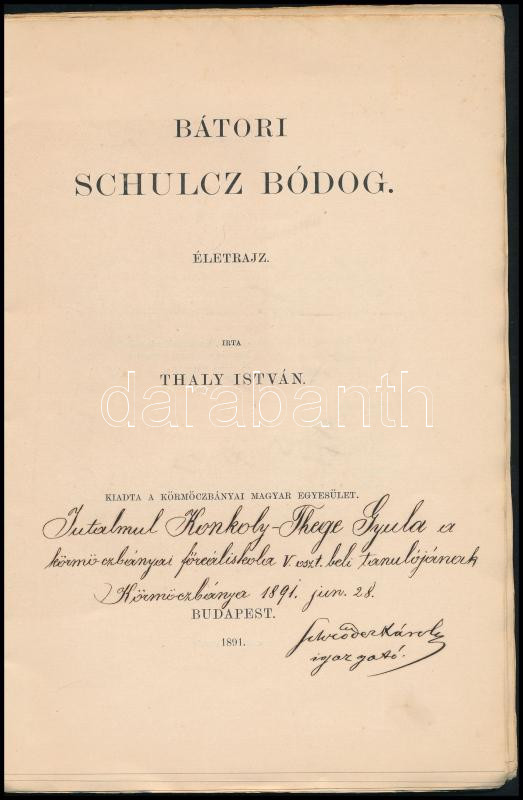 BÁTORI
SCHULCZ BÓDOG.
ÉLETRAJZ.
IRTA
THALY ISTVÁN.
darabanth
KIADTA A KÖRMÖCZBÁNYAI MAGYAR EGYESÜLET.
Jutalmul Konkoly-Thege Gyula a
körmöczbányai főreáliskola V. oszt. beli tanulójának
Körmöczbánya 1891. jun. 28.
BUDAPEST.
1891.
Schröder Károly
igazgató.